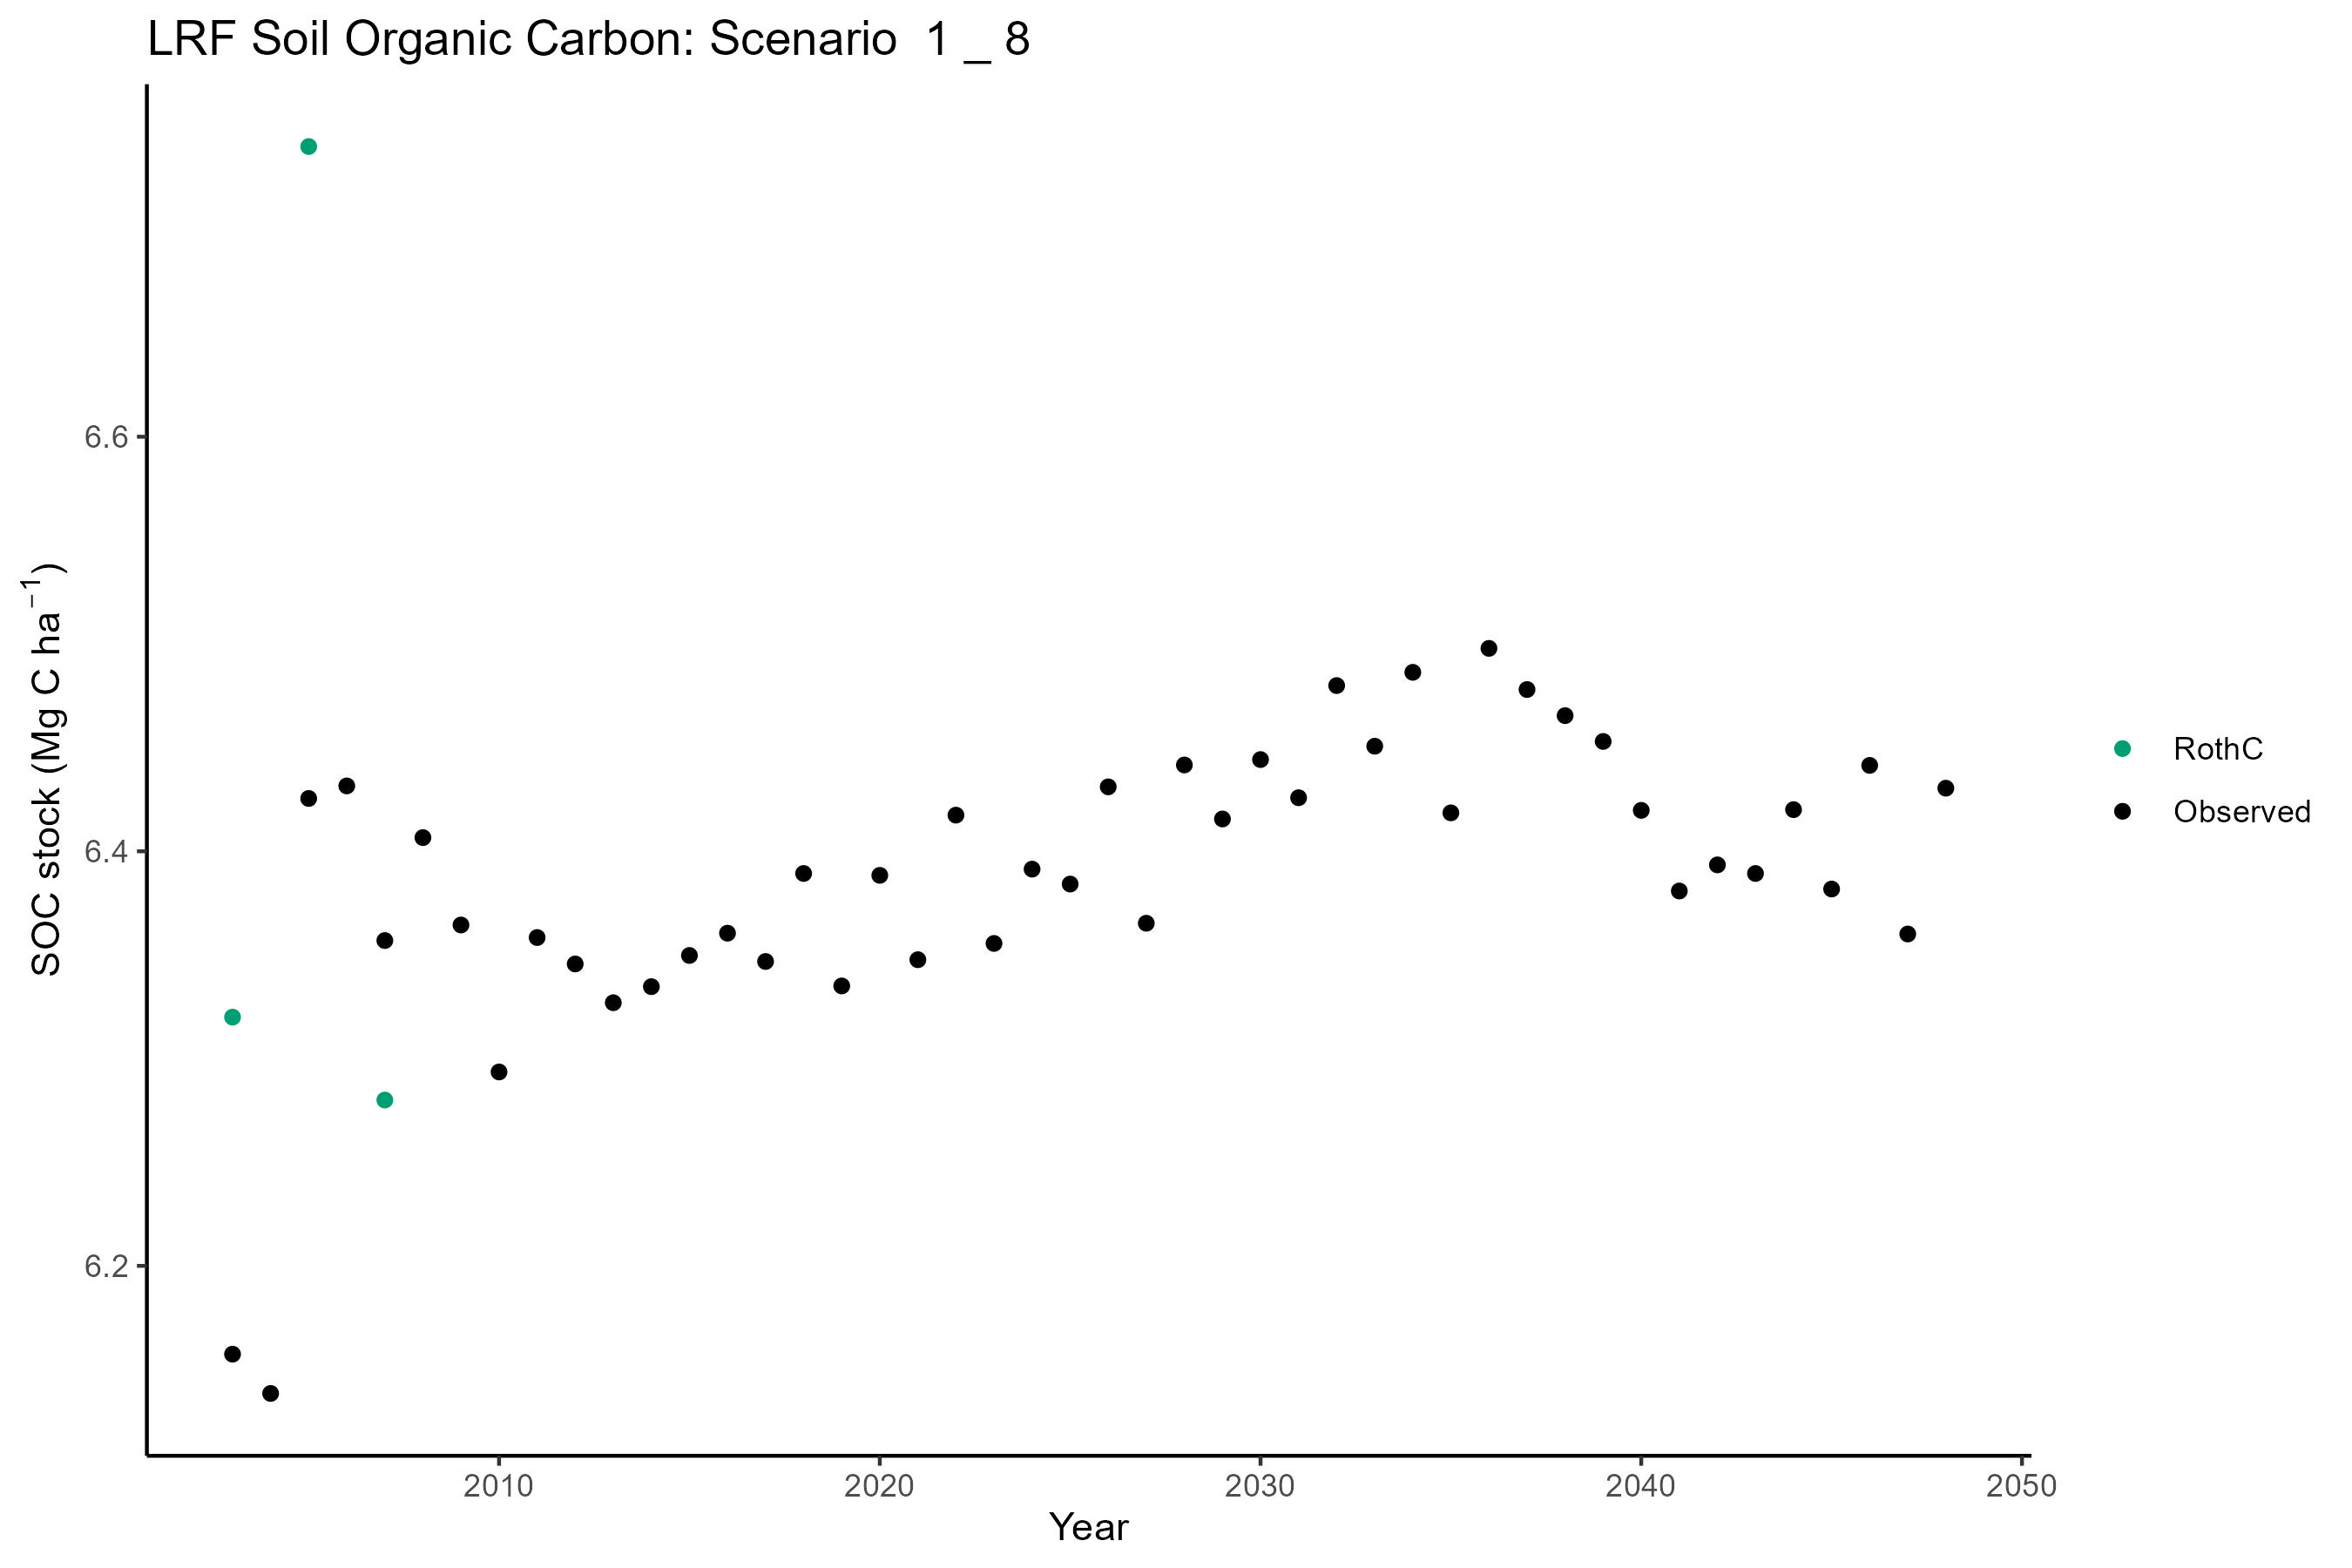 LRF Soil Organic Carbon: Scenario 1 _ 8
SOC stock (Mg C ha⁻¹)
6.6
6.4
6.2
2010 2020 2030 2040 2050
Year
RothC
Observed